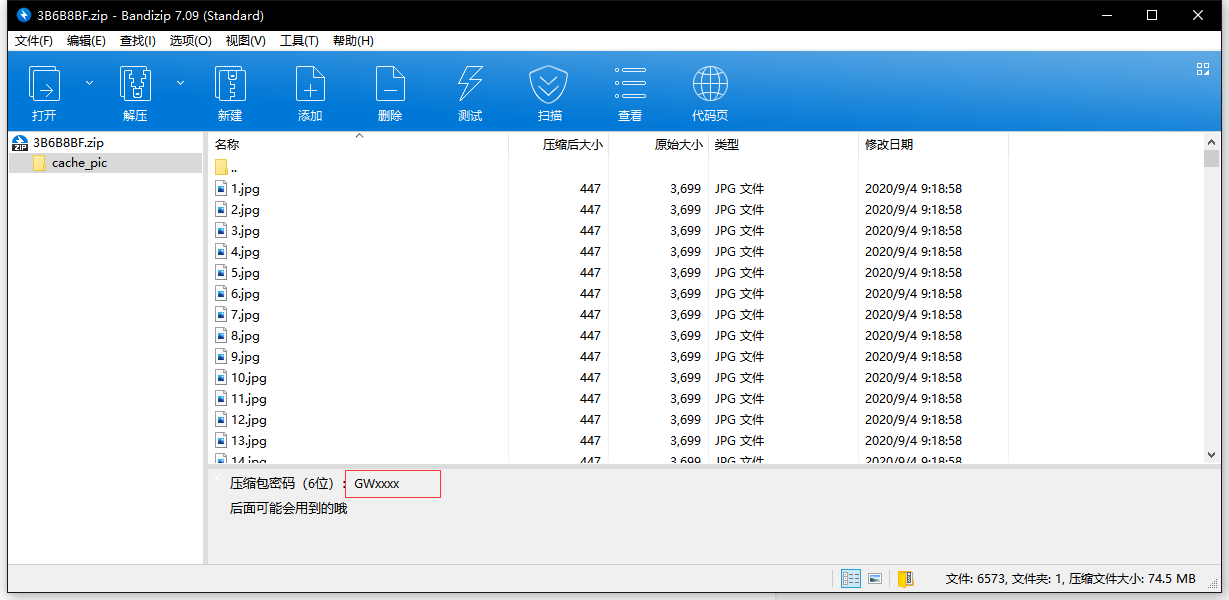 3B6B8BF.zip - Bandizip 7.09 (Standard)
文件(F) 编辑(E) 查找(I) 选项(O) 视图(V) 工具(T) 帮助(H)
打开 解压 新建 添加 删除 测试 扫描 查看 代码页
3B6B8BF.zip
cache_pic
名称 压缩后大小 原始大小 类型 修改日期
..
1.jpg 447 3,699 JPG 文件 2020/9/4 9:18:58
2.jpg 447 3,699 JPG 文件 2020/9/4 9:18:58
3.jpg 447 3,699 JPG 文件 2020/9/4 9:18:58
4.jpg 447 3,699 JPG 文件 2020/9/4 9:18:58
5.jpg 447 3,699 JPG 文件 2020/9/4 9:18:58
6.jpg 447 3,699 JPG 文件 2020/9/4 9:18:58
7.jpg 447 3,699 JPG 文件 2020/9/4 9:18:58
8.jpg 447 3,699 JPG 文件 2020/9/4 9:18:58
9.jpg 447 3,699 JPG 文件 2020/9/4 9:18:58
10.jpg 447 3,699 JPG 文件 2020/9/4 9:18:58
11.jpg 447 3,699 JPG 文件 2020/9/4 9:18:58
12.jpg 447 3,699 JPG 文件 2020/9/4 9:18:58
13.jpg 447 3,699 JPG 文件 2020/9/4 9:18:58
14.jpg 447 3,699 JPG 文件 2020/9/4 9:18:58
压缩包密码（6位）: GWxxxx
后面可能会用到的哦
文件: 6573, 文件夹: 1, 压缩文件大小: 74.5 MB